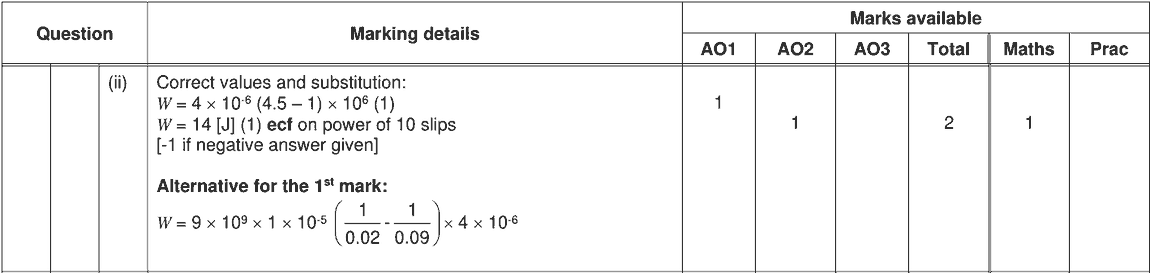 Question Marking details Marks available
AO1 AO2 AO3 Total Maths Prac
(ii) Correct values and substitution:
W = 4 × 10⁻⁶ (4.5 – 1) × 10⁶ (1) 1
W = 14 [J] (1) ecf on power of 10 slips 1 2 1
[-1 if negative answer given]
Alternative for the 1ˢᵗ mark:
W = 9 × 10⁹ × 1 × 10⁻⁵ (1/0.02 - 1/0.09) × 4 × 10⁻⁶